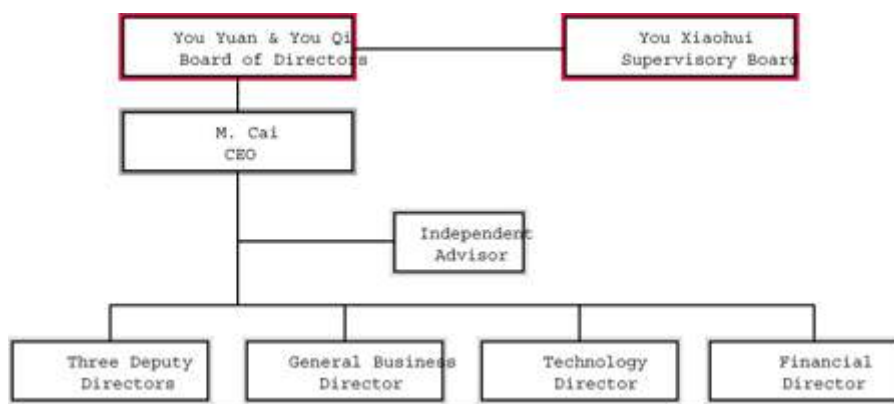 You Yuan & You Qi
Board of Directors
You Xiaohui
Supervisory Board
M. Cai
CEO
Independent
Advisor
Three Deputy
Directors
General Business
Director
Technology
Director
Financial
Director